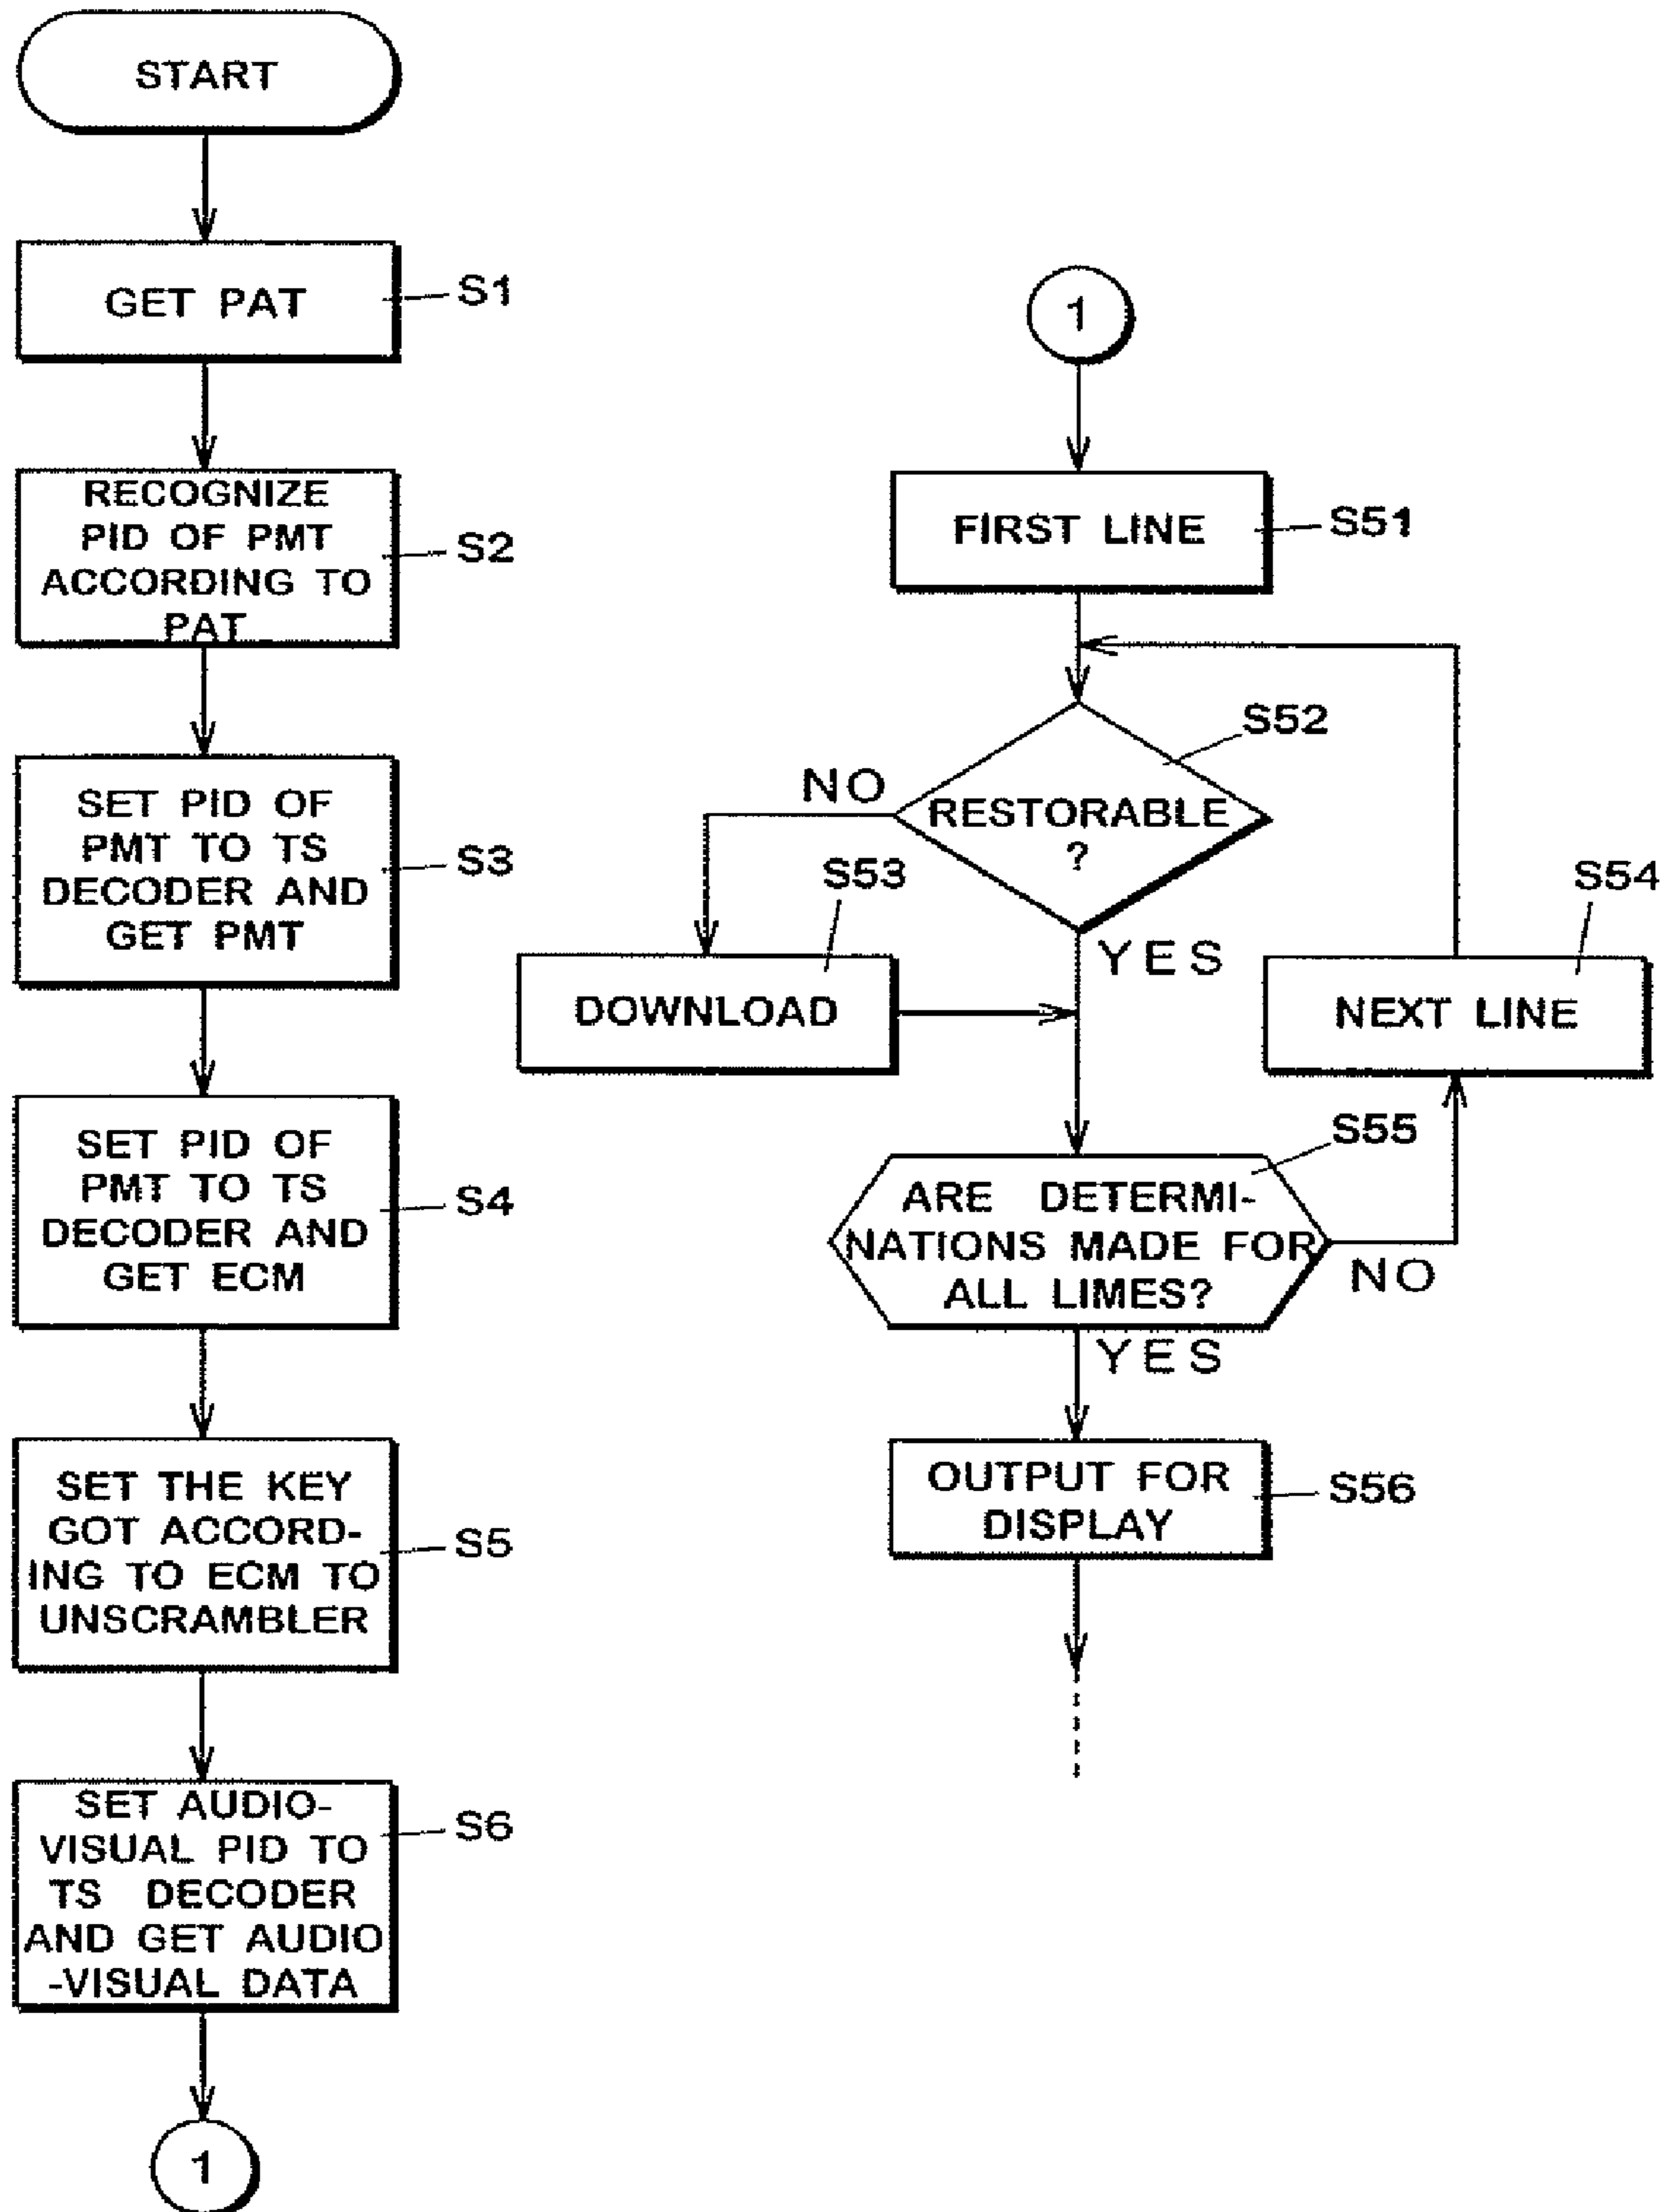 START
GET PAT
S1
RECOGNIZE
PID OF PMT
ACCORDING TO
PAT
S2
SET PID OF
PMT TO TS
DECODER AND
GET PMT
S3
SET PID OF
PMT TO TS
DECODER AND
GET ECM
S4
SET THE KEY
GOT ACCORD-
ING TO ECM TO
UNSCRAMBLER
S5
SET AUDIO-
VISUAL PID TO
TS DECODER
AND GET AUDIO
-VISUAL DATA
S6
1
1
FIRST LINE
S51
S52
RESTORABLE
?
NO
YES
S53
DOWNLOAD
S54
NEXT LINE
S55
ARE DETERMI-
NATIONS MADE FOR
ALL LIMES?
NO
YES
OUTPUT FOR
DISPLAY
S56